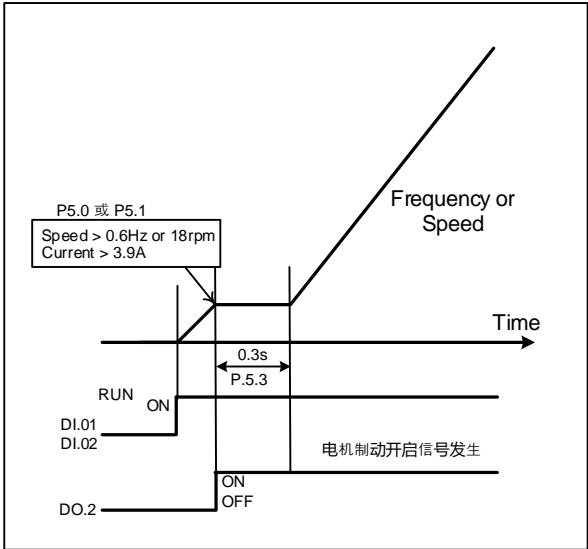 P5.0 或 P5.1
Speed > 0.6Hz or 18rpm
Current > 3.9A
Frequency or
Speed
Time
0.3s
P.5.3
RUN
ON
DI.01
DI.02
电机制动开启信号发生
ON
OFF
DO.2